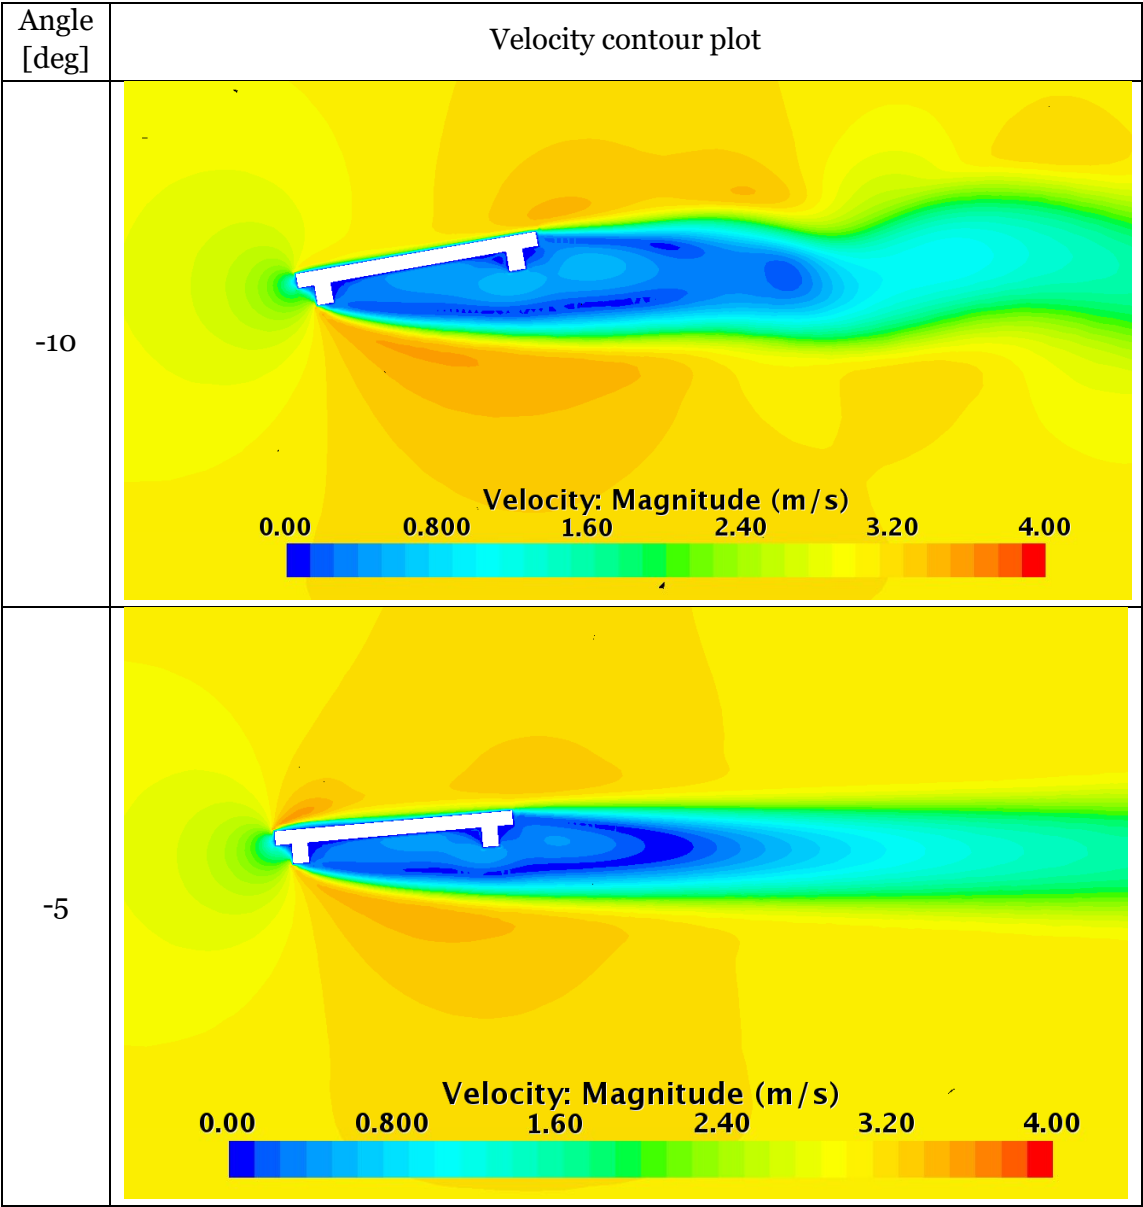 Angle
[deg]
Velocity contour plot
-10
Velocity: Magnitude (m/s)
0.00 0.800 1.60 2.40 3.20 4.00
-5
Velocity: Magnitude (m/s)
0.00 0.800 1.60 2.40 3.20 4.00